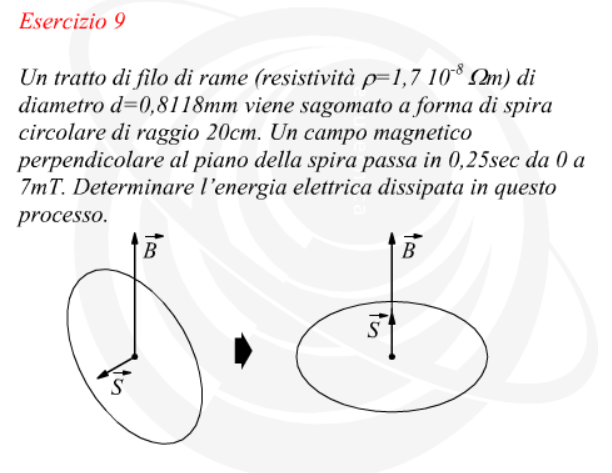 Esercizio 9
Un tratto di filo di rame (resistività ρ=1,7 10⁻⁸ Ωm) di
diametro d=0,8118mm viene sagomato a forma di spira
circolare di raggio 20cm. Un campo magnetico
perpendicolare al piano della spira passa in 0,25sec da 0 a
7mT. Determinare l'energia elettrica dissipata in questo
processo.
B
B
S
S